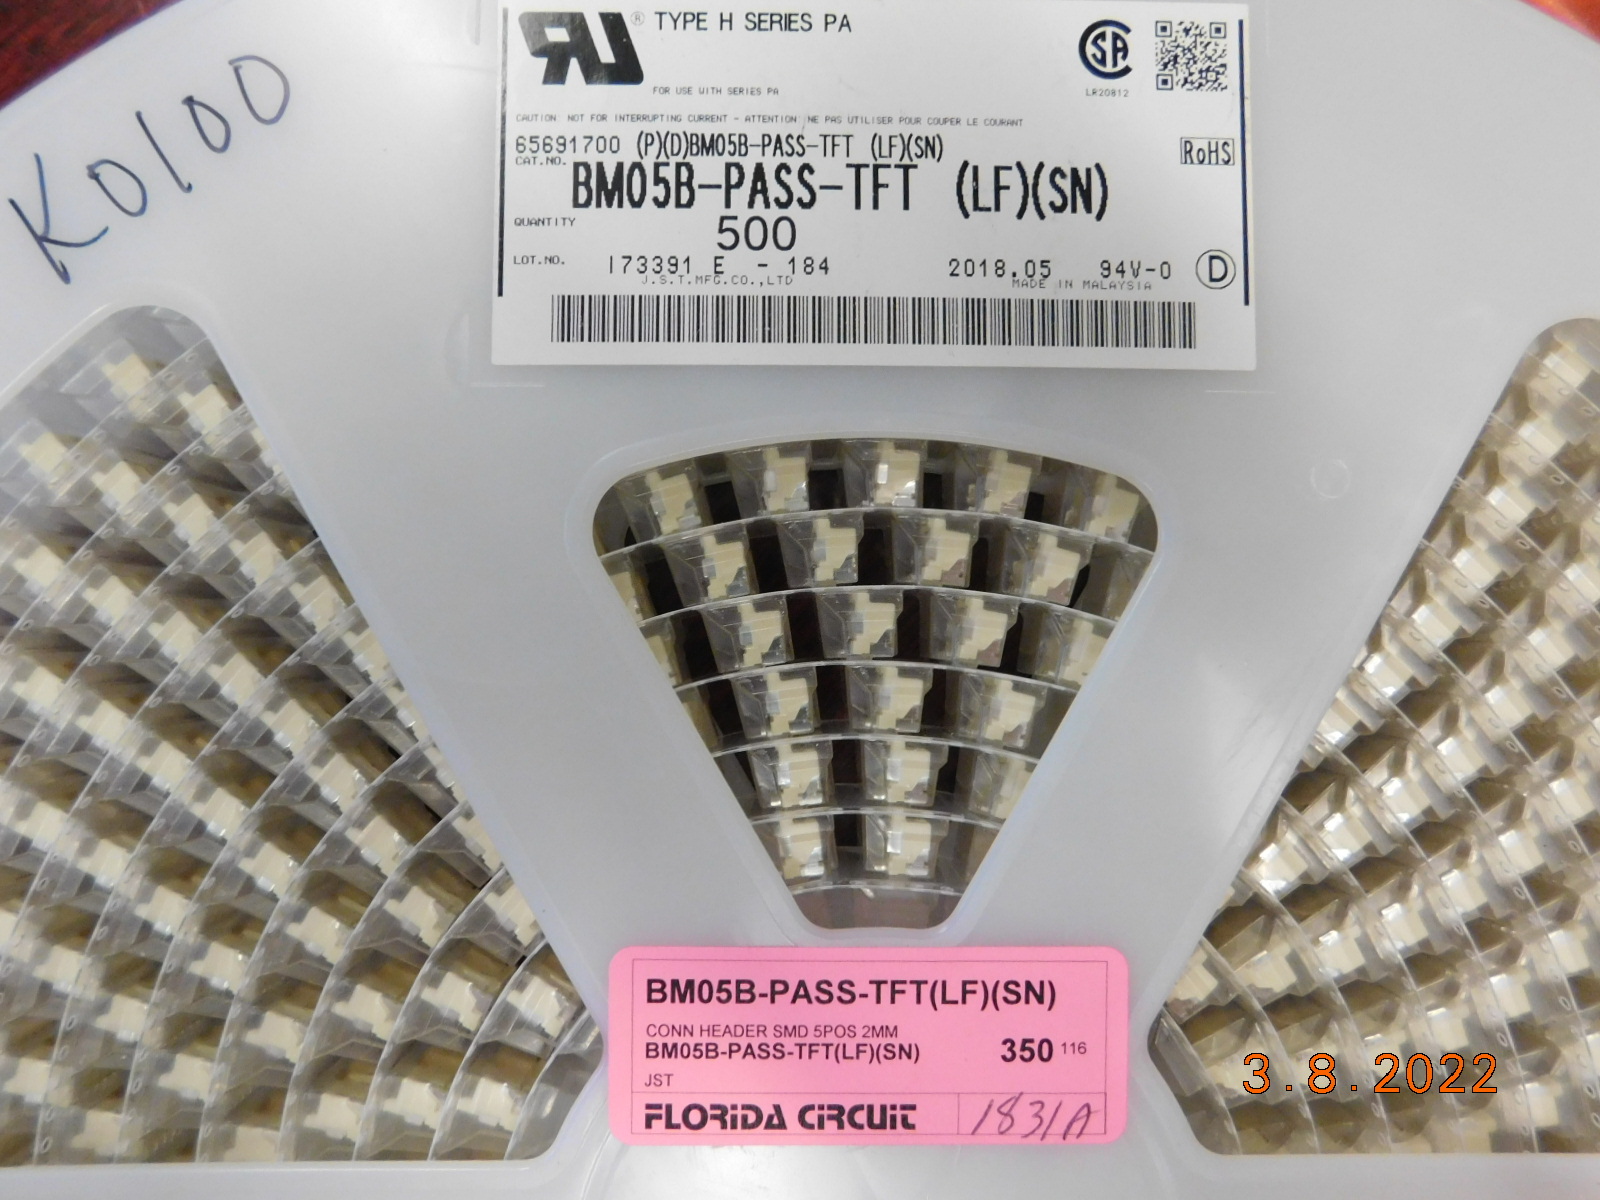 K0100
® TYPE H SERIES PA
FOR USE WITH SERIES PA
LR20812
CAUTION: NOT FOR INTERRUPTING CURRENT - ATTENTION: NE PAS UTILISER POUR COUPER LE COURANT
65691700 (P)(D)BM05B-PASS-TFT (LF)(SN)
RoHS
CAT.NO.
BM05B-PASS-TFT (LF)(SN)
QUANTITY
500
LOT.NO. 173391 E - 184 2018.05 94V-0 D
J.S.T.MFG.CO.,LTD MADE IN MALAYSIA
BM05B-PASS-TFT(LF)(SN)
CONN HEADER SMD 5POS 2MM
BM05B-PASS-TFT(LF)(SN) 350 116
JST
FLORIDA CIRCUIT 1831A
3.8.2022